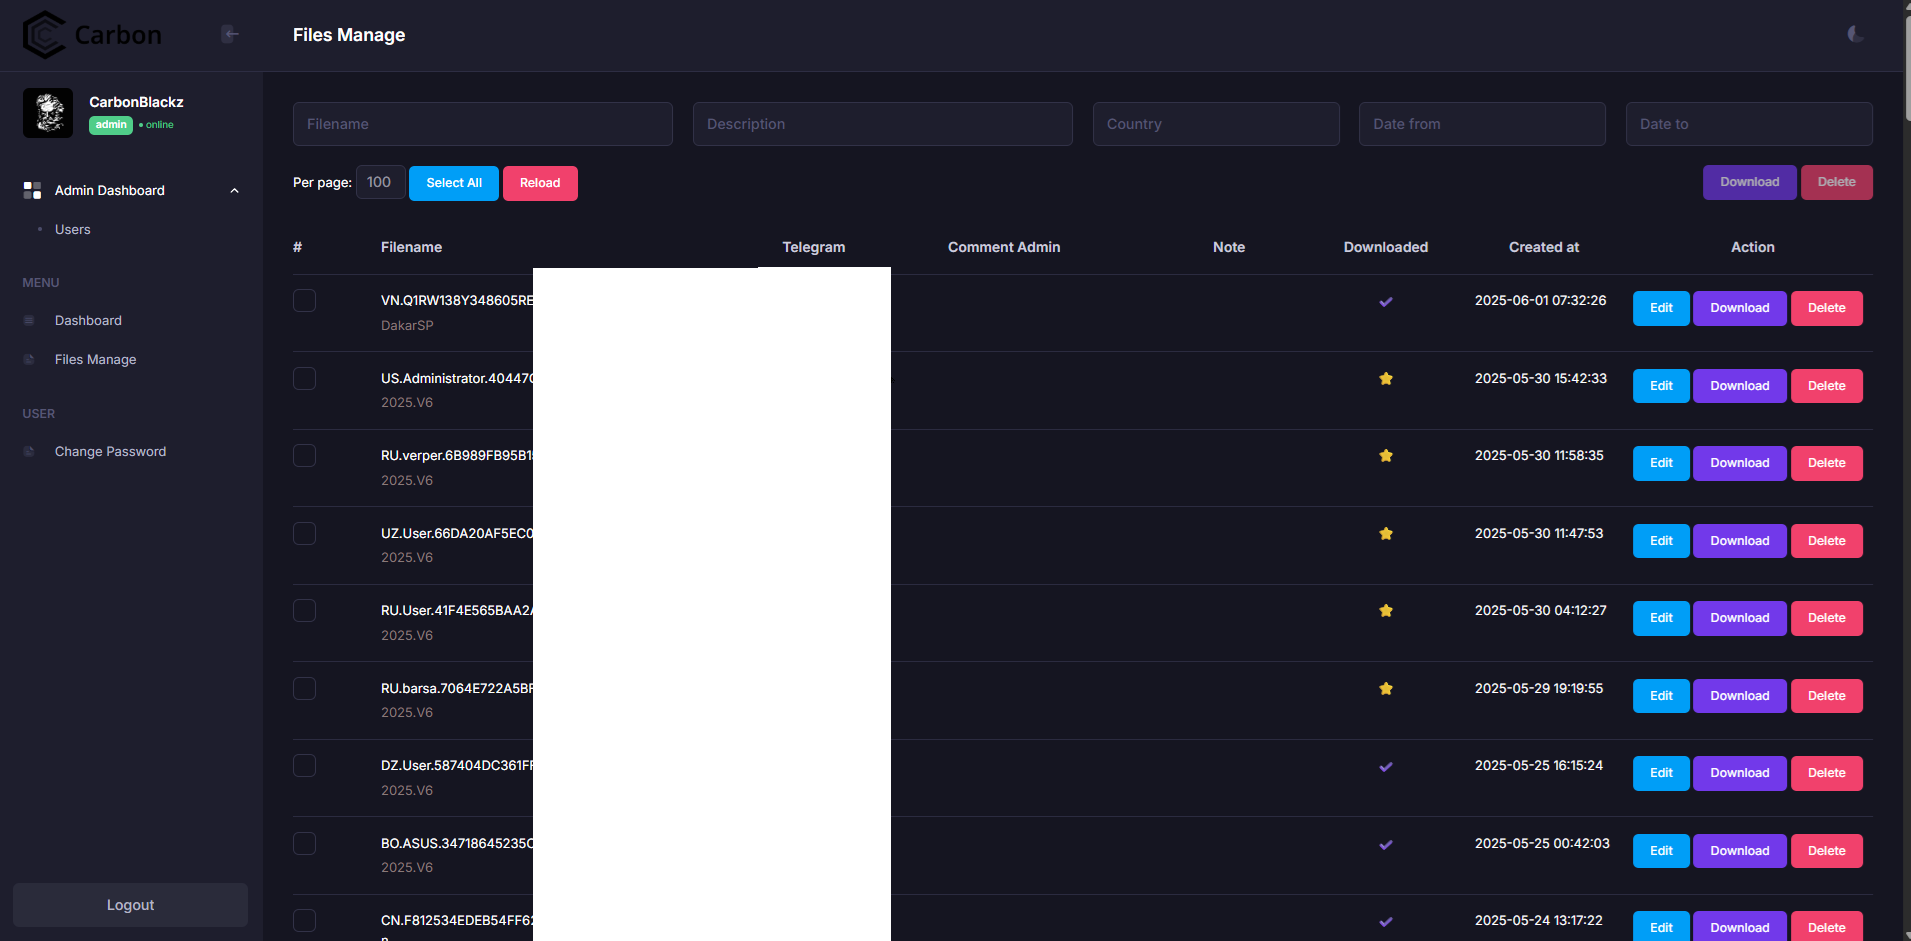 Carbon
Files Manage
CarbonBlackz
admin • online
Admin Dashboard
Users
MENU
Dashboard
Files Manage
USER
Change Password
Logout
Filename Description Country Date from Date to
Per page: 100 Select All Reload Download Delete
# Filename Telegram Comment Admin Note Downloaded Created at Action
VN.Q1RW138Y348605RE 2025-06-01 07:32:26 Edit Download Delete
DakarSP
US.Administrator.40447 2025-05-30 15:42:33 Edit Download Delete
2025.V6
RU.verper.6B989FB95B1 2025-05-30 11:58:35 Edit Download Delete
2025.V6
UZ.User.66DA20AF5EC0 2025-05-30 11:47:53 Edit Download Delete
2025.V6
RU.User.41F4E565BAA2 2025-05-30 04:12:27 Edit Download Delete
2025.V6
RU.barsa.7064E722A5BF 2025-05-29 19:19:55 Edit Download Delete
2025.V6
DZ.User.587404DC361F 2025-05-25 16:15:24 Edit Download Delete
2025.V6
BO.ASUS.34718645235 2025-05-25 00:42:03 Edit Download Delete
2025.V6
CN.F812534EDEB54FF6 2025-05-24 13:17:22 Edit Download Delete